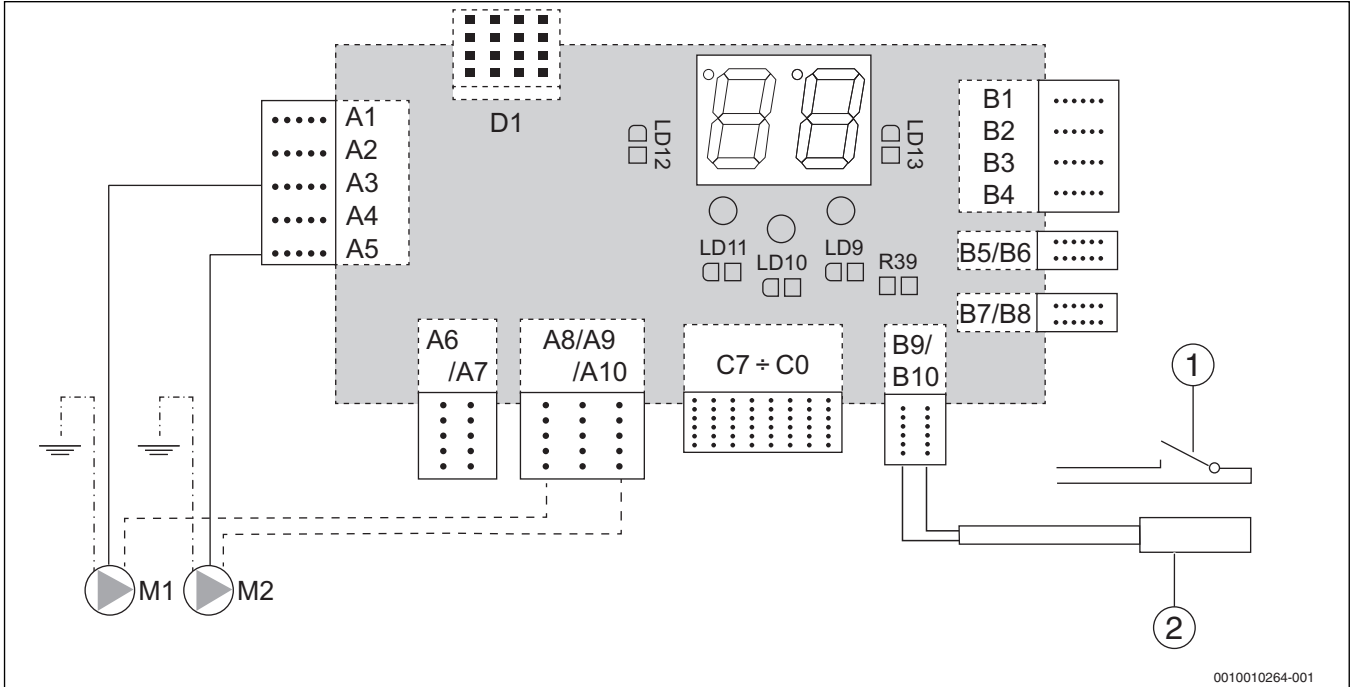 D1
A1
A2
A3
A4
A5
LD12
LD13
B1
B2
B3
B4
B5/B6
B7/B8
LD11
LD10
LD9
R39
A6
/A7
A8/A9
/A10
C7 ÷ C0
B9/
B10
1
2
M1
M2
0010010264-001